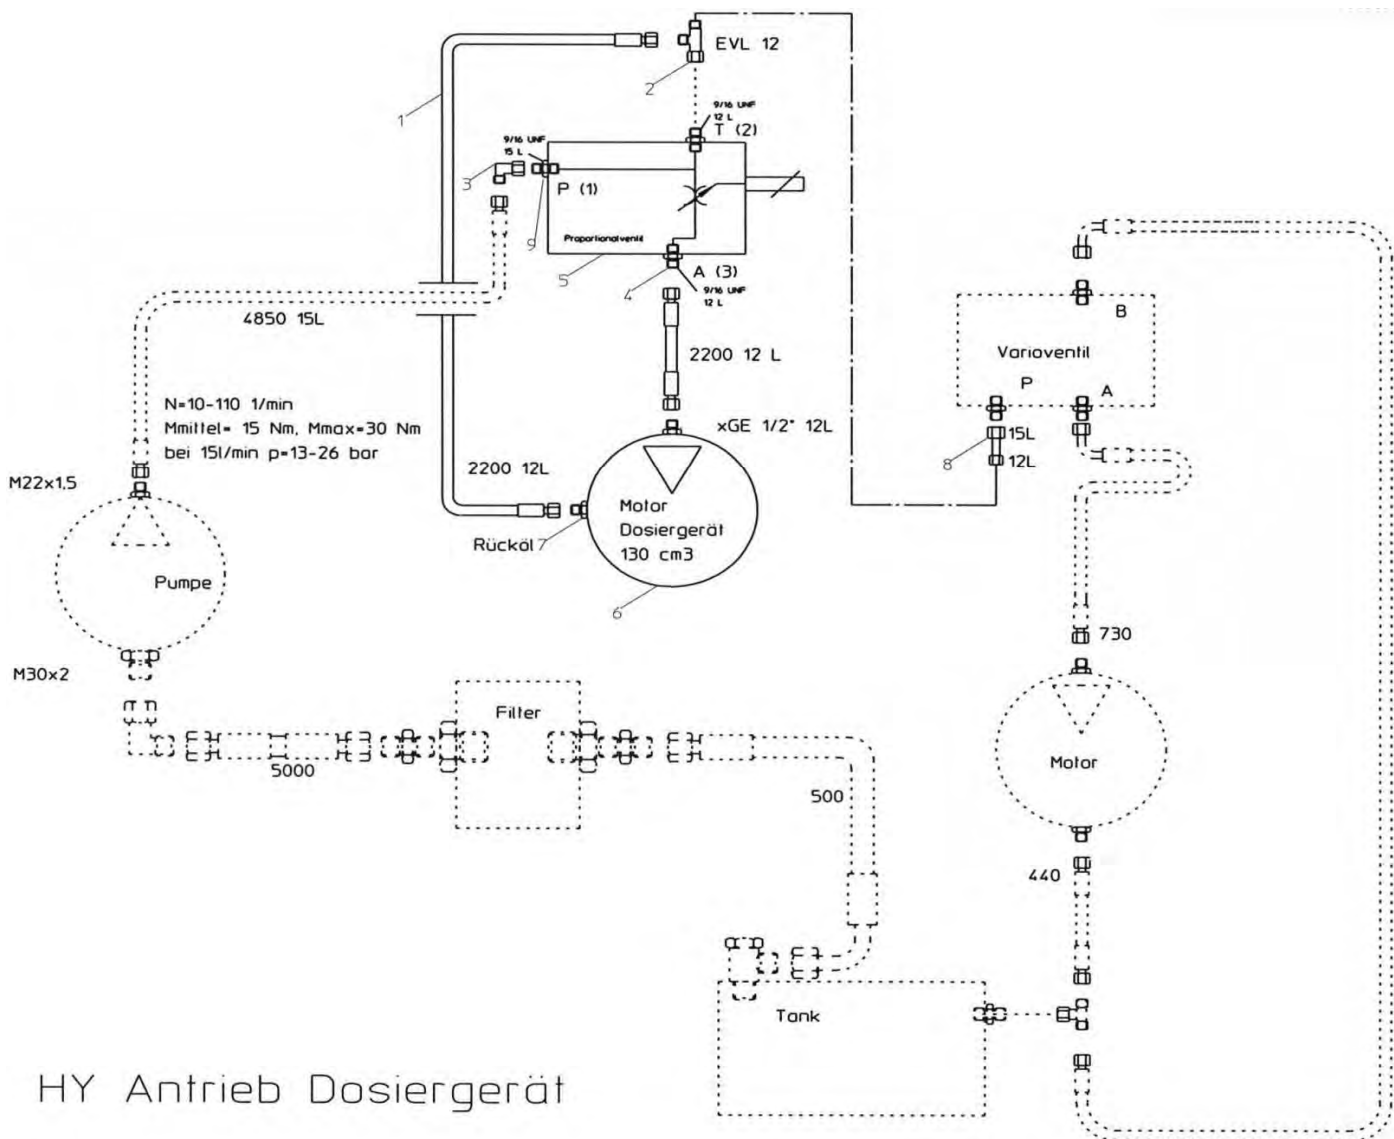 EVL 12
2
1
9/16 UNF
12 L
T (2)
9/16 UNF
15 L
3
P (1)
9
Proportionalventil
5
4
A (3)
9/16 UNF
12 L
4850 15L
2200 12 L
B
Varioventil
P
A
N=10-110 1/min
Mmittel= 15 Nm, Mmax=30 Nm
bei 15l/min p=13-26 bar
xGE 1/2" 12L
15L
8
12L
2200 12L
M22x1,5
Motor
Dosiergerät
130 cm3
Rücköl 7
Pumpe
6
730
M30x2
Filter
5000
Motor
500
440
Tank
HY Antrieb Dosiergerät